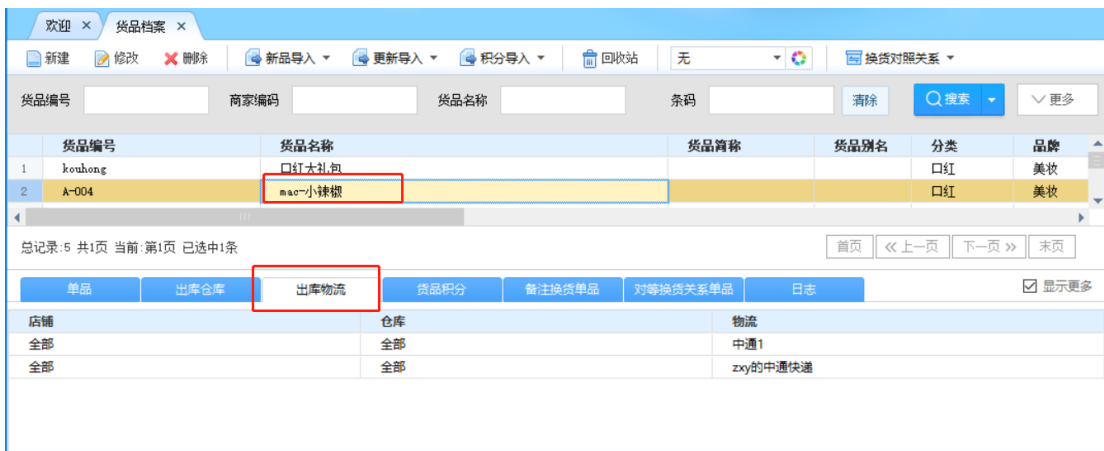 欢迎 × 货品档案 ×
新建 修改 删除 新品导入 更新导入 积分导入 回收站 无 换货对照关系
货品编号 商家编码 货品名称 条码 清除 搜索 更多
货品编号 货品名称 货品简称 货品别名 分类 品牌
1 kouhong 口红大礼包 口红 美妆
2 A-004 mac-小辣椒 口红 美妆
总记录:5 共1页 当前:第1页 已选中1条 首页 上一页 下一页 末页
单品 出库仓库 出库物流 货品积分 备注换货单品 对等换货关系单品 日志 显示更多
店铺 仓库 物流
全部 全部 中通1
全部 全部 zxy的中通快递